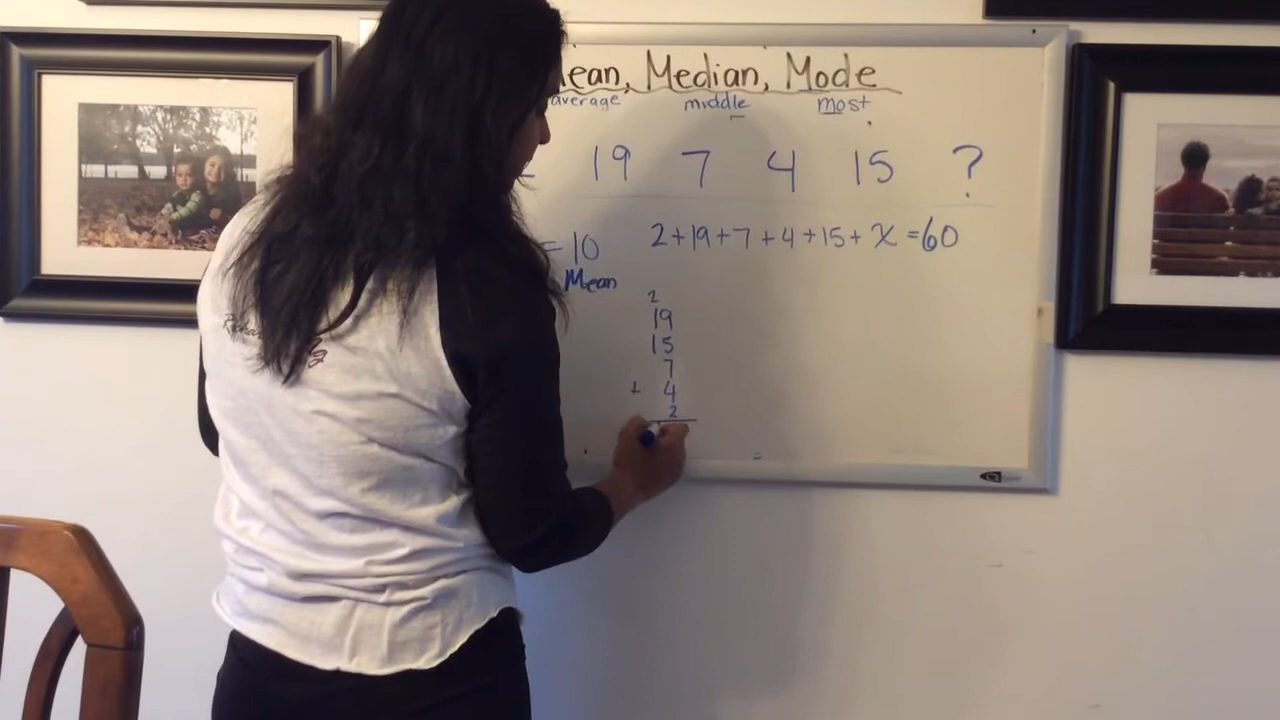 ean, Median, Mode
average middle most
19 7 4 15 ?
= 10 2+19+7+4+15+x=60
Mean
2
19
15
7
+ 4
2